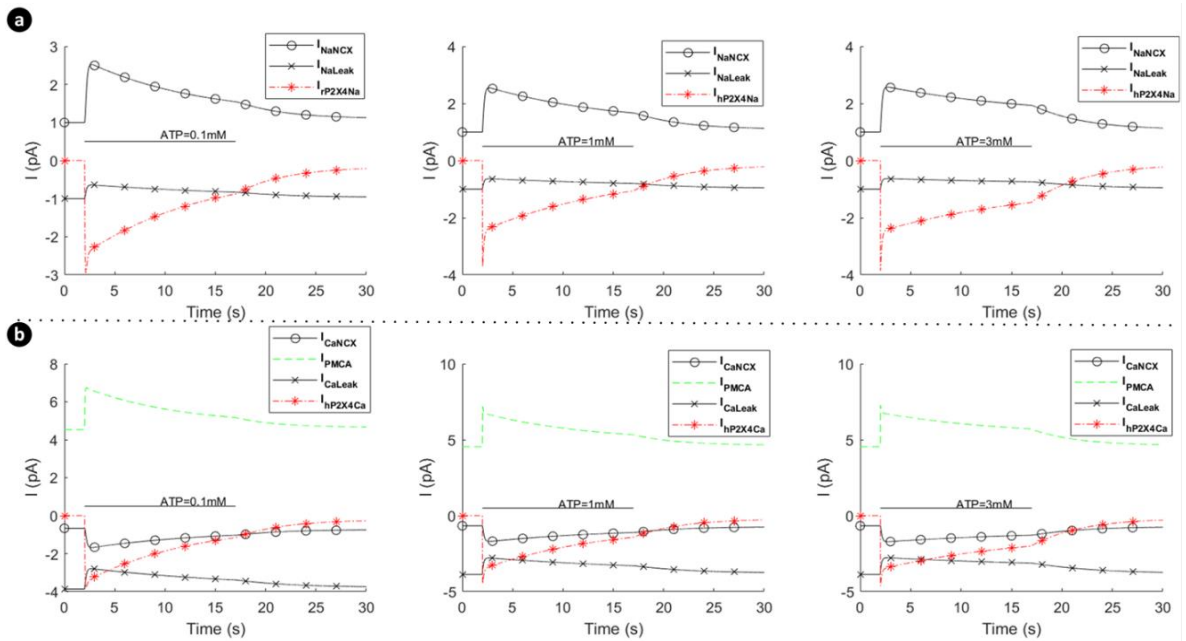 a
3
2
1
0
-1
-2
-3
I (pA)
I_NaNCX
I_NaLeak
I_rP2X4Na
ATP=0.1mM
0 5 10 15 20 25 30
Time (s)
4
2
0
-2
-4
I_NaNCX
I_NaLeak
I_hP2X4Na
ATP=1mM
0 5 10 15 20 25 30
Time (s)
4
2
0
-2
-4
I_NaNCX
I_NaLeak
I_hP2X4Na
ATP=3mM
0 5 10 15 20 25 30
Time (s)
b
8
6
4
2
0
-2
-4
I (pA)
I_CaNCX
I_PMCA
I_CaLeak
I_hP2X4Ca
ATP=0.1mM
0 5 10 15 20 25 30
Time (s)
10
5
0
-5
I (pA)
I_CaNCX
I_PMCA
I_CaLeak
I_hP2X4Ca
ATP=1mM
0 5 10 15 20 25 30
Time (s)
10
5
0
-5
I (pA)
I_CaNCX
I_PMCA
I_CaLeak
I_hP2X4Ca
ATP=3mM
0 5 10 15 20 25 30
Time (s)